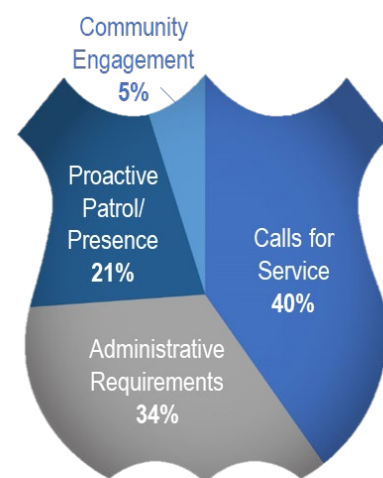 Community
Engagement
5%
Proactive
Patrol/
Presence
21%
Calls for
Service
40%
Administrative
Requirements
34%